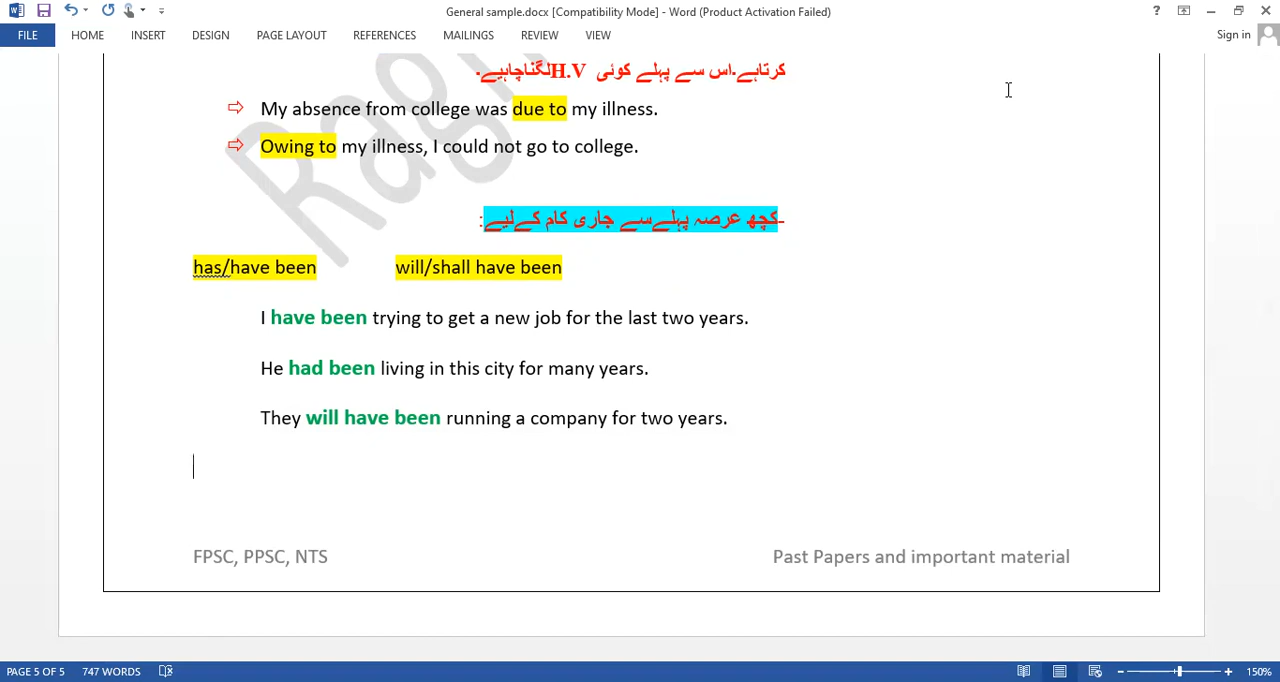 General sample.docx [Compatibility Mode] - Word (Product Activation Failed)
?
FILE HOME INSERT DESIGN PAGE LAYOUT REFERENCES MAILINGS REVIEW VIEW Sign in
کرتاہے۔اس سے پہلے کوئی H.V لگناچاہیے۔
⇨ My absence from college was due to my illness.
⇨ Owing to my illness, I could not go to college.
-کچھ عرصہ پہلےسے جاری کام کےلیے:
has/have been will/shall have been
I have been trying to get a new job for the last two years.
He had been living in this city for many years.
They will have been running a company for two years.
FPSC, PPSC, NTS Past Papers and important material
PAGE 5 OF 5 747 WORDS 150%